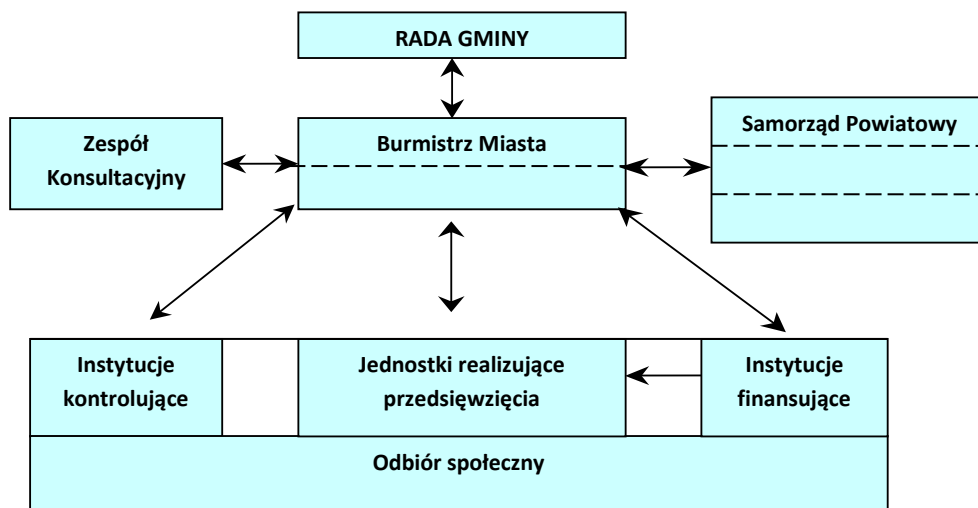 RADA GMINY
Zespół
Konsultacyjny
Burmistrz Miasta
Samorząd Powiatowy
Instytucje
kontrolujące
Jednostki realizujące
przedsięwzięcia
Instytucje
finansujące
Odbiór społeczny